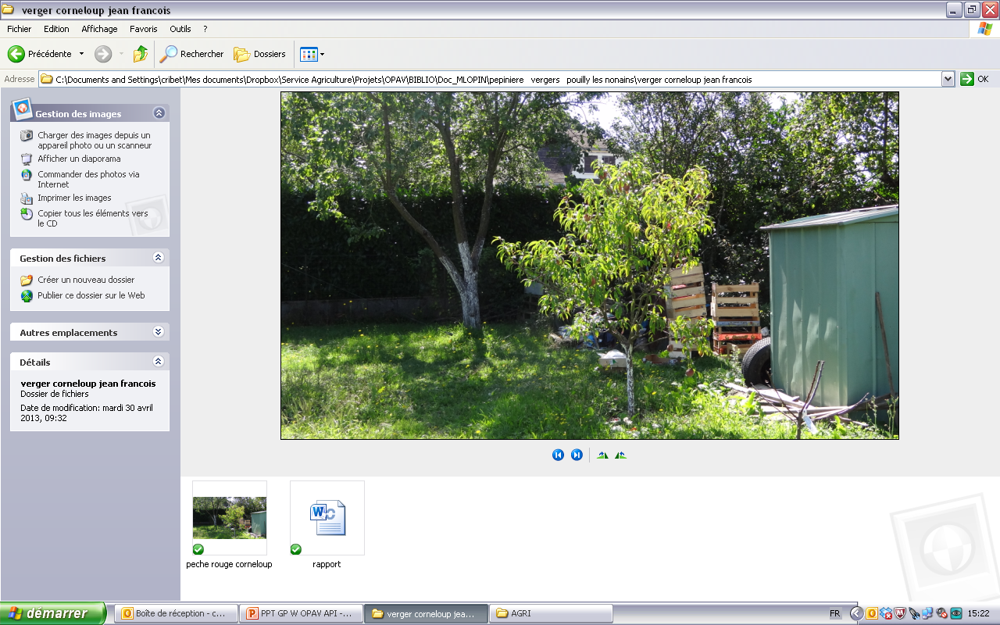 verger corneloup jean francois
Fichier Edition Affichage Favoris Outils ?
Précédente Rechercher Dossiers
Adresse C:\Documents and Settings\cribet\Mes documents\Dropbox\Service Agriculture\Projets\OPAV\BIBLIO\Doc_MLOPIN\pepiniere vergers pouilly les nonains\verger corneloup jean francois OK
Gestion des images
Charger des images depuis un
appareil photo ou un scanneur
Afficher un diaporama
Commander des photos via
Internet
Imprimer les images
Copier tous les éléments vers
le CD
Gestion des fichiers
Créer un nouveau dossier
Publier ce dossier sur le Web
Autres emplacements
Détails
verger corneloup jean francois
Dossier de fichiers
Date de modification: mardi 30 avril
2013, 09:32
peche rouge corneloup rapport
démarrer Boîte de réception - c... PPT GP W OPAV API -... verger corneloup jea... AGRI FR 15:22